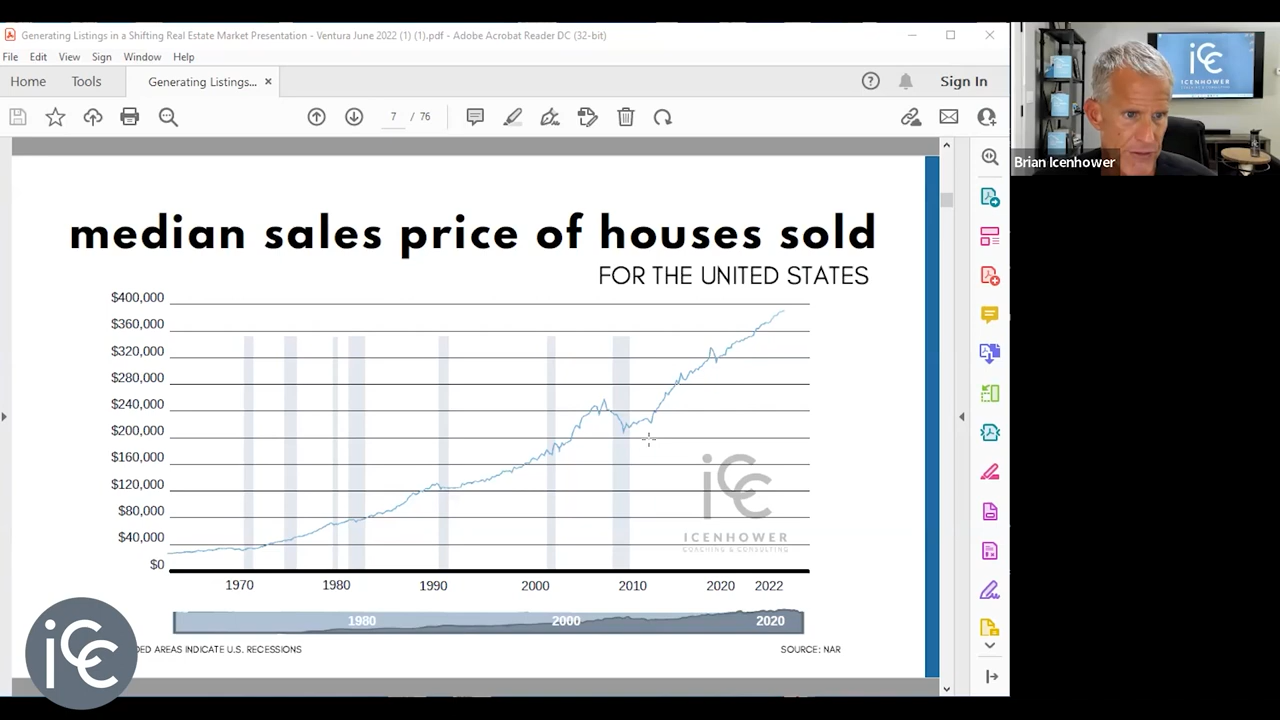 Generating Listings in a Shifting Real Estate Market Presentation - Ventura June 2022 (1) (1).pdf - Adobe Acrobat Reader DC (32-bit)
File Edit View Sign Window Help
Home Tools Generating Listings... × Sign In
7 / 76
iCC
ICENHOWER
Brian Icenhower
median sales price of houses sold
FOR THE UNITED STATES
$400,000
$360,000
$320,000
$280,000
$240,000
$200,000
$160,000
$120,000
$80,000
$40,000
$0
iCC
ICENHOWER
COACHING & CONSULTING
1970 1980 1990 2000 2010 2020 2022
1980 2000 2020
AREAS INDICATE U.S. RECESSIONS
SOURCE: NAR
iCC